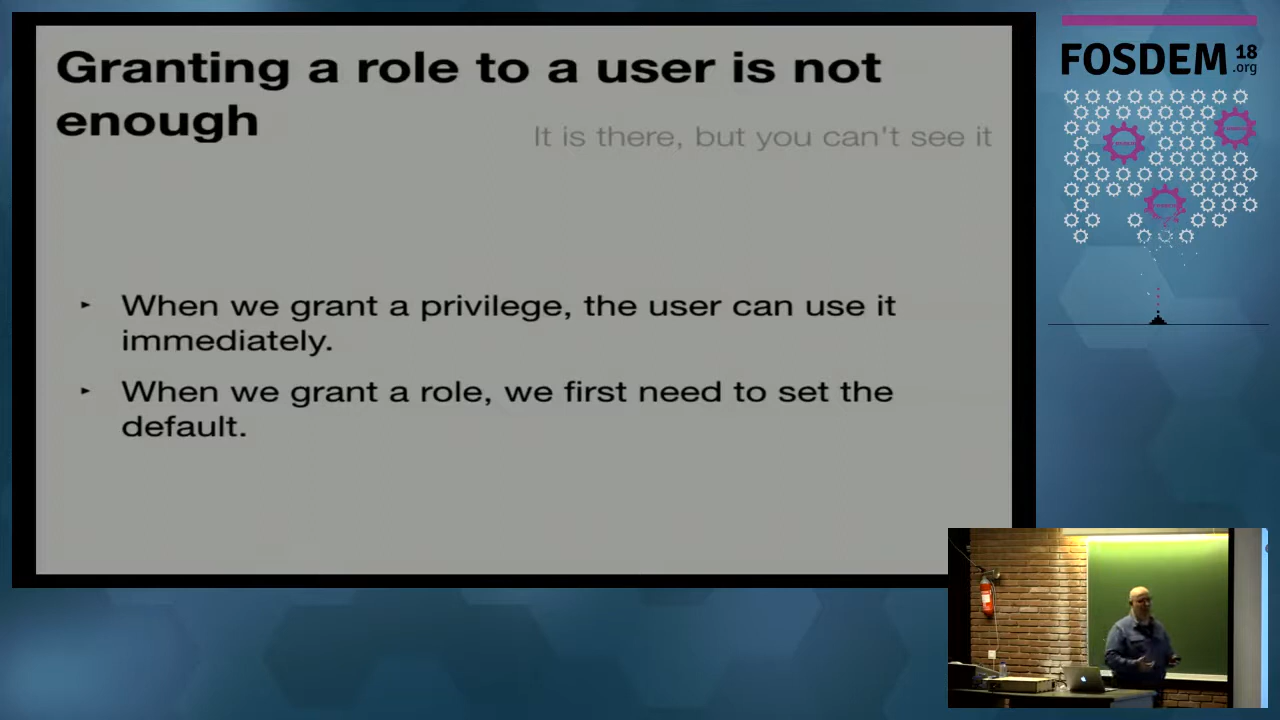 Granting a role to a user is not
enough
It is there, but you can't see it
► When we grant a privilege, the user can use it
immediately.
► When we grant a role, we first need to set the
default.
FOSDEM 18
.org